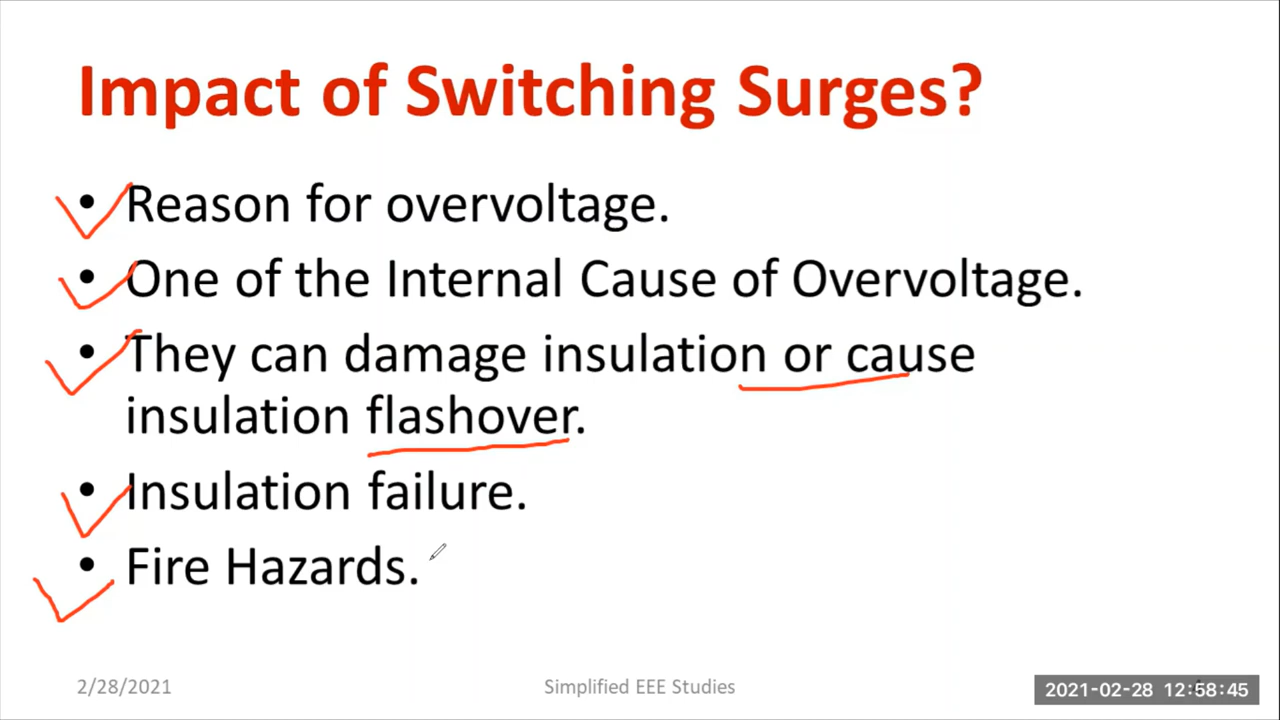 Impact of Switching Surges?
• Reason for overvoltage.
• One of the Internal Cause of Overvoltage.
• They can damage insulation or cause
insulation flashover.
• Insulation failure.
• Fire Hazards.
2/28/2021 Simplified EEE Studies 2021-02-28 12:58:45